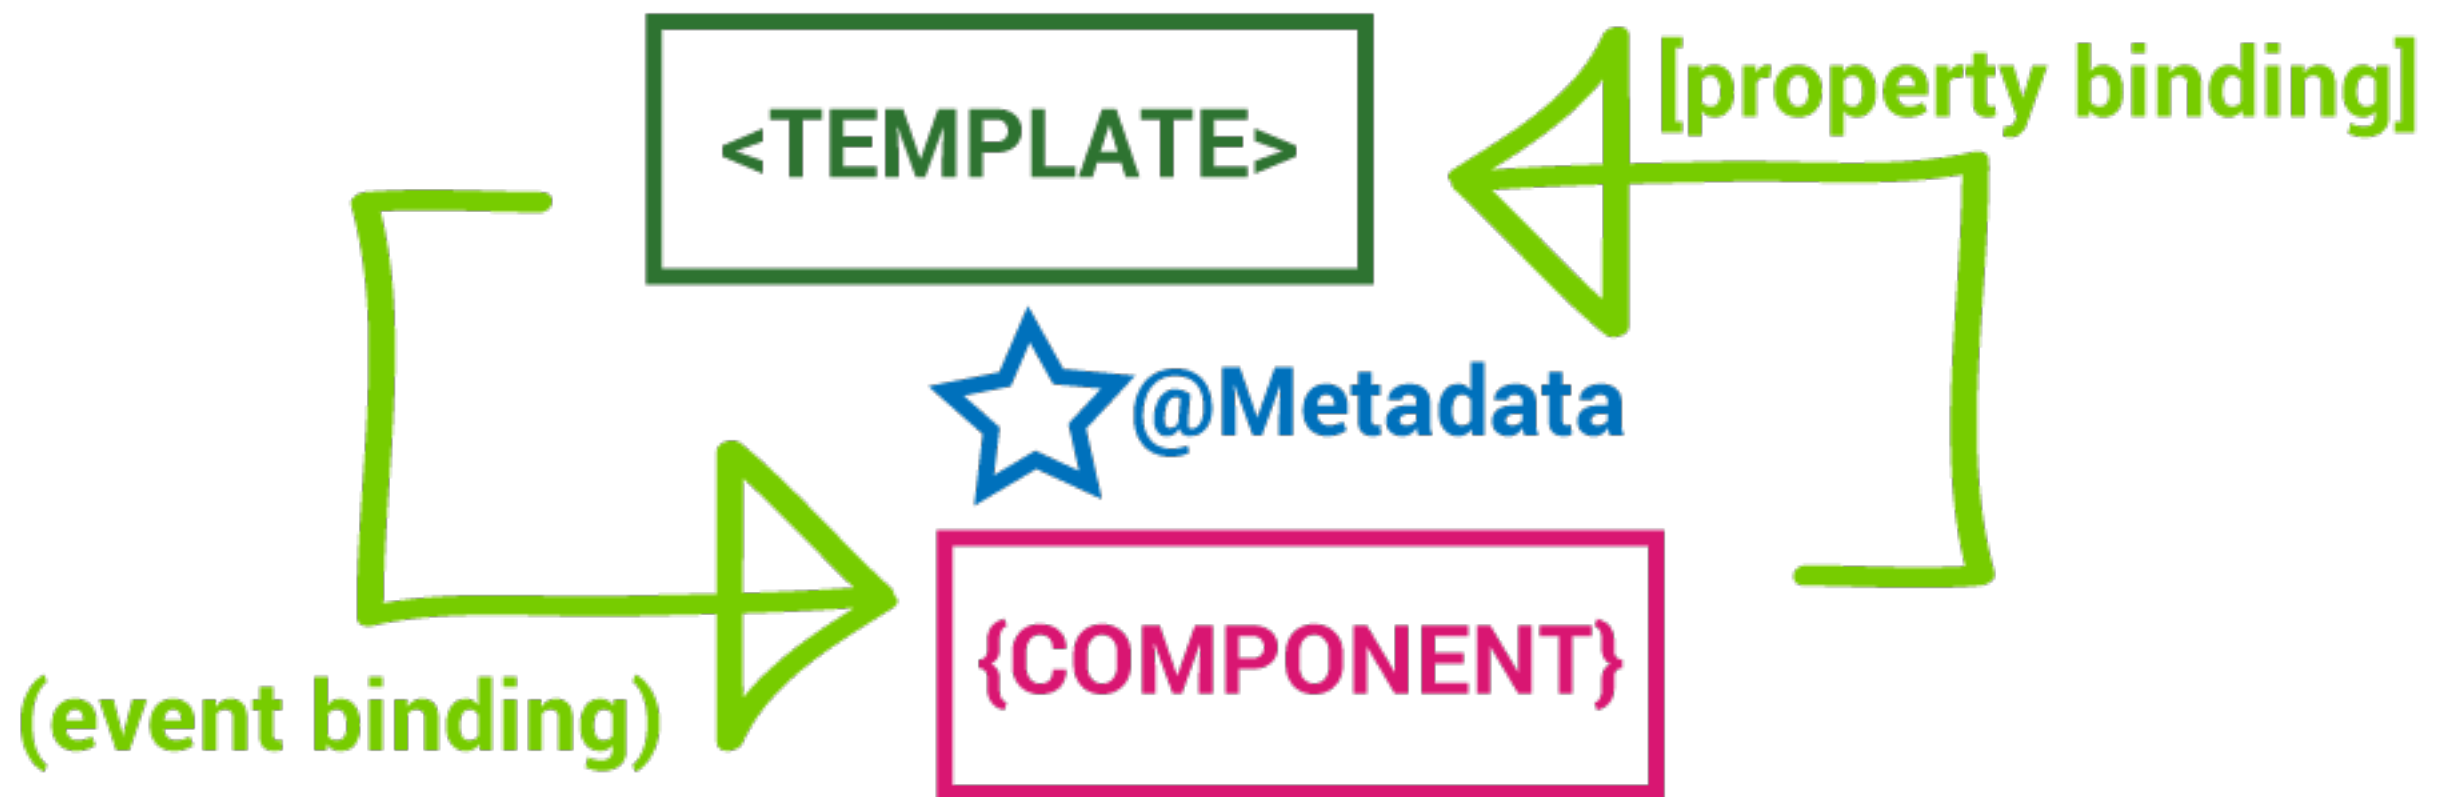 [property binding]
<TEMPLATE>
@Metadata
{COMPONENT}
(event binding)